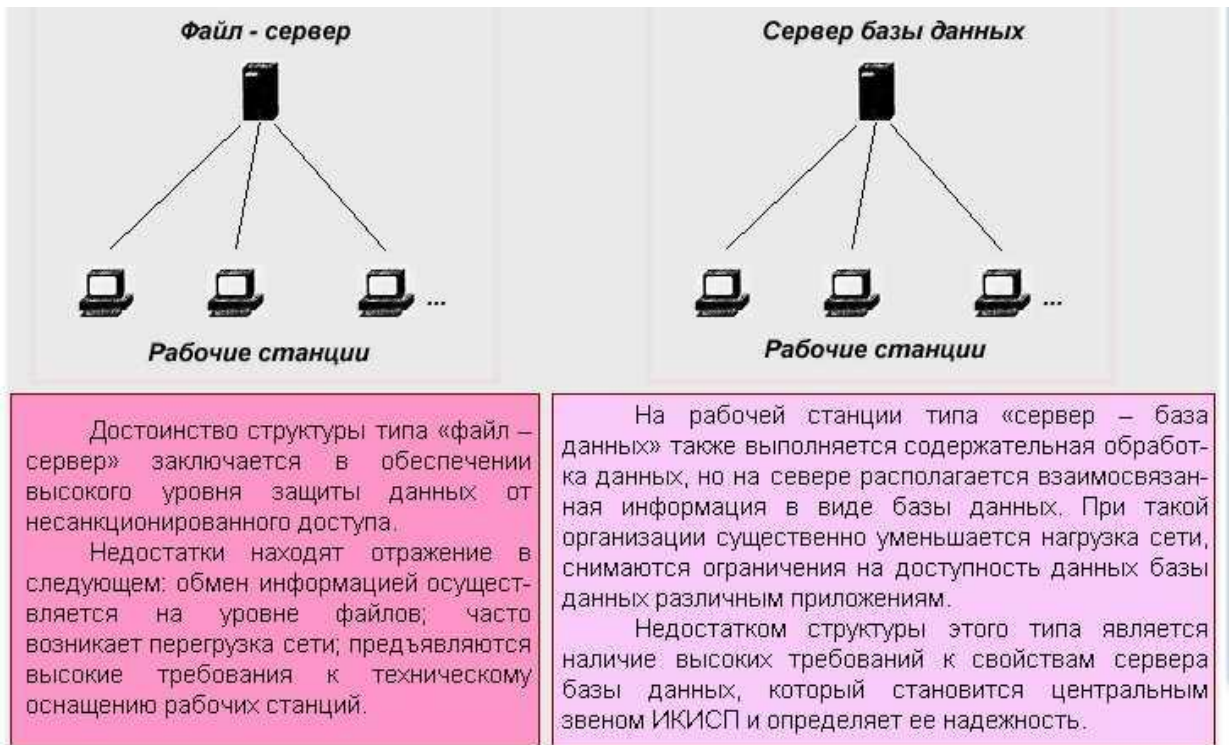 Файл - сервер
...
Рабочие станции
Сервер базы данных
...
Рабочие станции
Достоинство структуры типа «файл –
сервер» заключается в обеспечении
высокого уровня защиты данных от
несанкционированного доступа.
Недостатки находят отражение в
следующем: обмен информацией осущест-
вляется на уровне файлов; часто
возникает перегрузка сети; предъявляются
высокие требования к техническому
оснащению рабочих станций.
На рабочей станции типа «сервер – база
данных» также выполняется содержательная обработ-
ка данных, но на севере располагается взаимосвязан-
ная информация в виде базы данных. При такой
организации существенно уменьшается нагрузка сети,
снимаются ограничения на доступность данных базы
данных различным приложениям.
Недостатком структуры этого типа является
наличие высоких требований к свойствам сервера
базы данных, который становится центральным
звеном ИКИСП и определяет ее надежность.